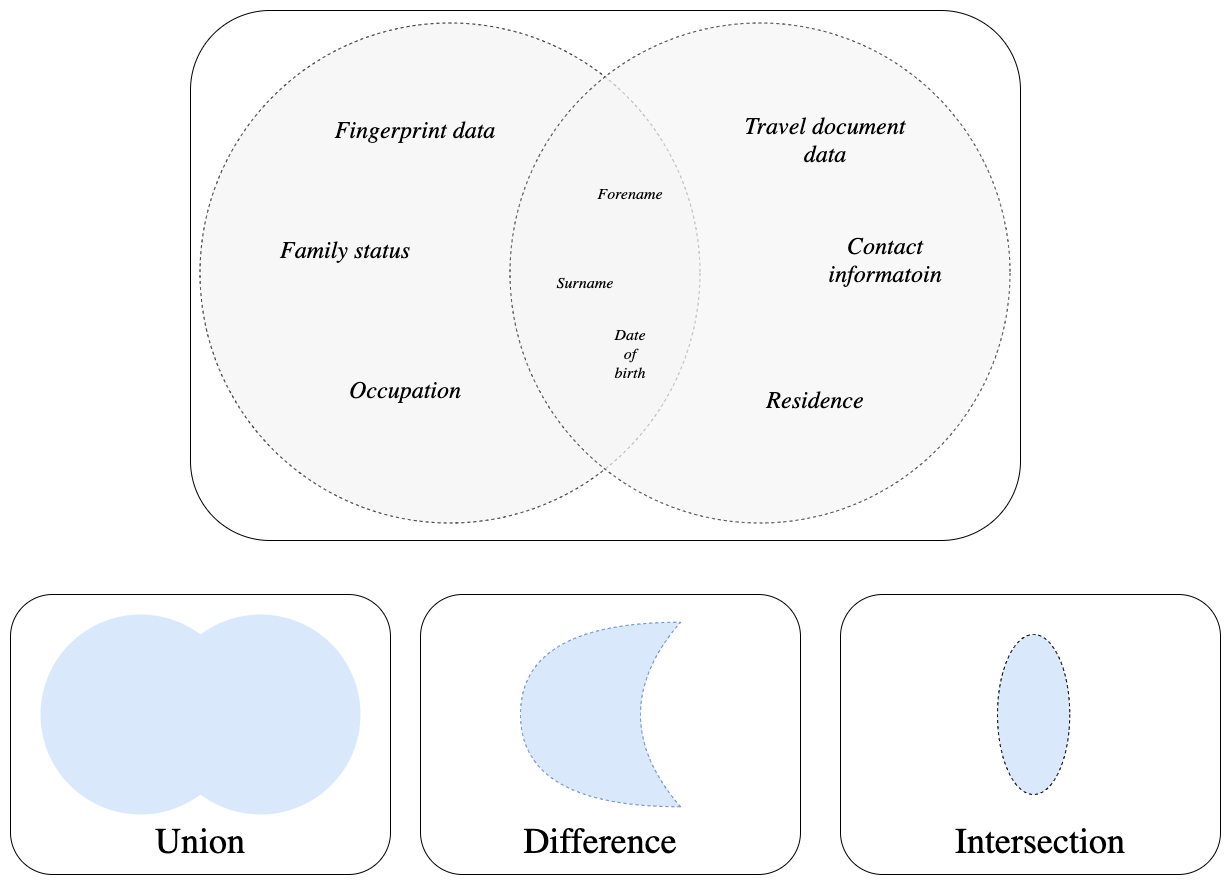 Fingerprint data
Travel document
data
Forename
Family status
Contact
informatoin
Surname
Date
of
birth
Occupation
Residence
Union
Difference
Intersection